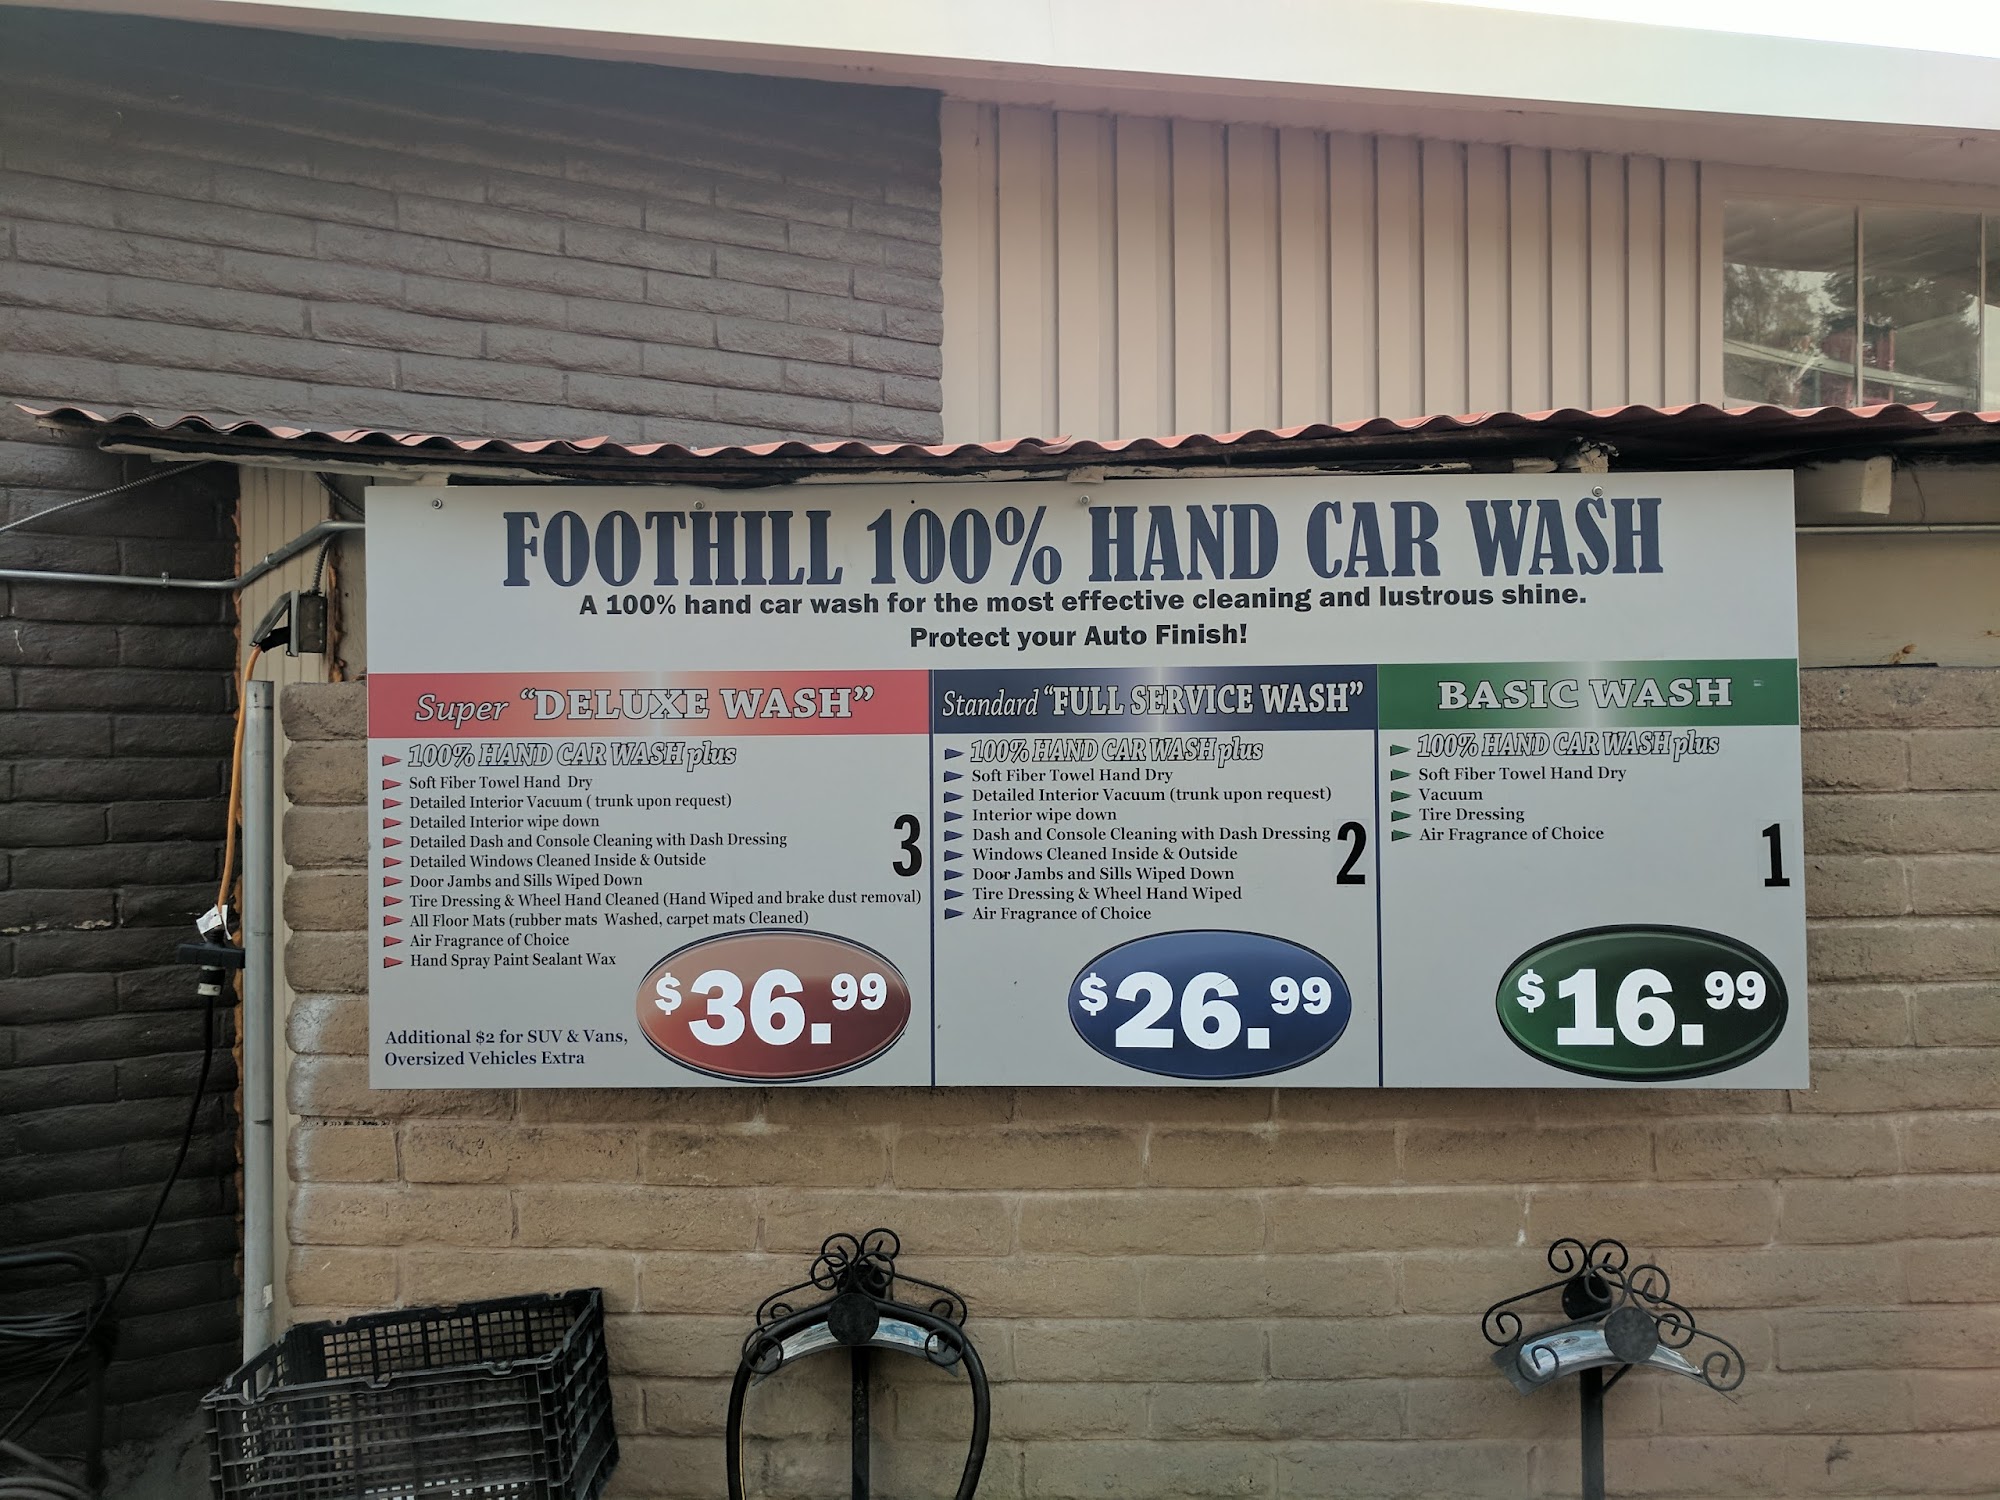 FOOTHILL 100% HAND CAR WASH
A 100% hand car wash for the most effective cleaning and lustrous shine.
Protect your Auto Finish!
Super "DELUXE WASH"
100% HAND CAR WASH plus
Soft Fiber Towel Hand Dry
Detailed Interior Vacuum ( trunk upon request)
Detailed Interior wipe down
Detailed Dash and Console Cleaning with Dash Dressing
Detailed Windows Cleaned Inside & Outside
Door Jambs and Sills Wiped Down
Tire Dressing & Wheel Hand Cleaned (Hand Wiped and brake dust removal)
All Floor Mats (rubber mats Washed, carpet mats Cleaned)
Air Fragrance of Choice
Hand Spray Paint Sealant Wax
3
$36.99
Additional $2 for SUV & Vans,
Oversized Vehicles Extra
Standard "FULL SERVICE WASH"
100% HAND CAR WASH plus
Soft Fiber Towel Hand Dry
Detailed Interior Vacuum (trunk upon request)
Interior wipe down
Dash and Console Cleaning with Dash Dressing
Windows Cleaned Inside & Outside
Door Jambs and Sills Wiped Down
Tire Dressing & Wheel Hand Wiped
Air Fragrance of Choice
2
$26.99
BASIC WASH
100% HAND CAR WASH plus
Soft Fiber Towel Hand Dry
Vacuum
Tire Dressing
Air Fragrance of Choice
1
$16.99